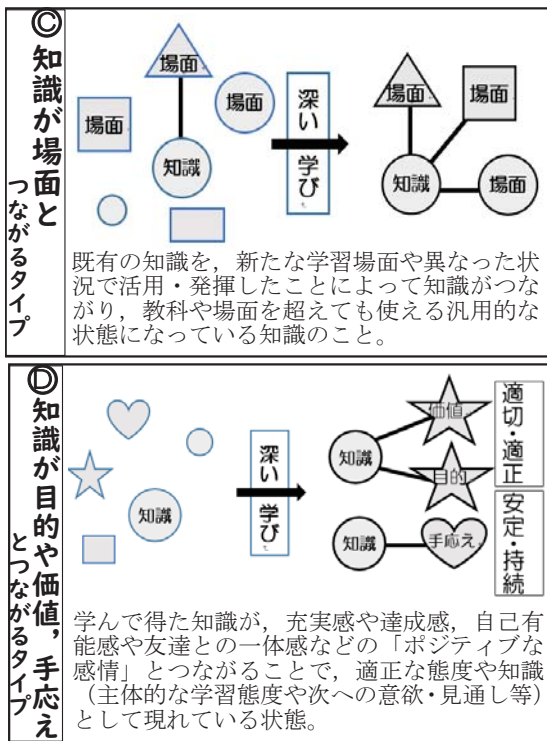 Ⓒ知識が場面と
つながるタイプ
場面
場面
場面
知識
深い学び
場面
場面
知識
場面
既有の知識を，新たな学習場面や異なった状
況で活用・発揮したことによって知識がつな
がり，教科や場面を超えても使える汎用的な
状態になっている知識のこと。
Ⓓ知識が目的や価値，手応え
とつながるタイプ
知識
深い学び
価値
知識
目的
知識
手応え
適切・適正
安定・持続
学んで得た知識が，充実感や達成感，自己有
能感や友達との一体感などの「ポジティブな
感情」とつながることで，適正な態度や知識
（主体的な学習態度や次への意欲・見通し等）
として現れている状態。